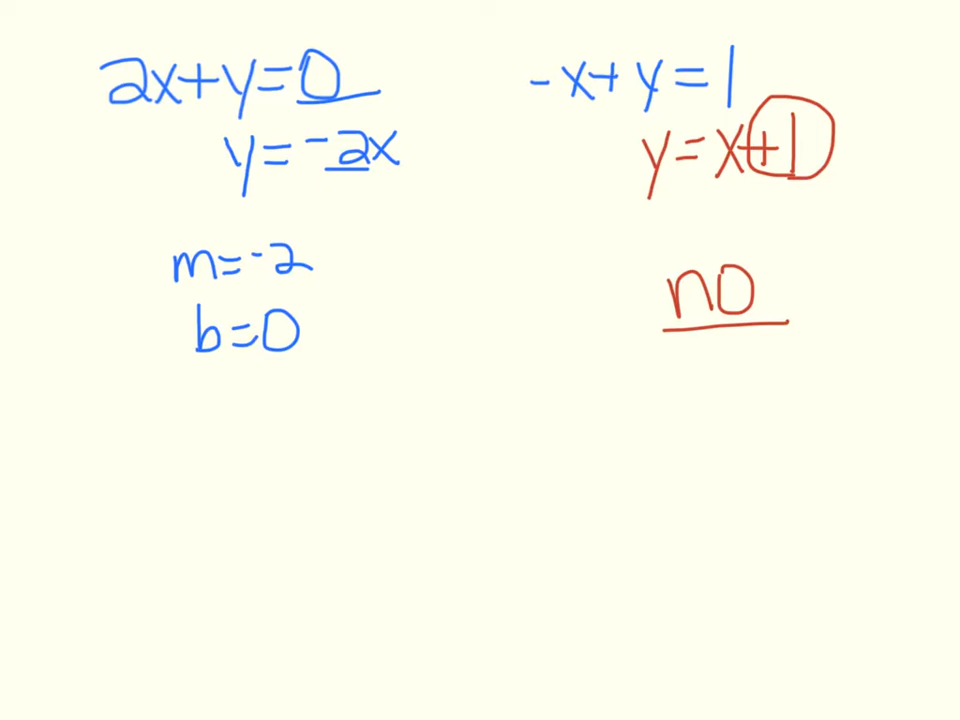 2x+y=0
y=-2x
m=-2
b=0
-x+y=1
y=x+1
no